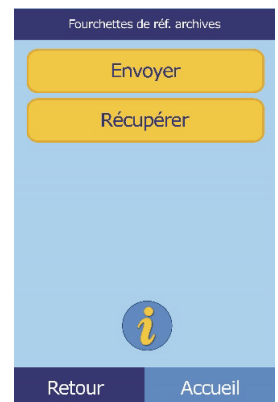 Fourchettes de réf. archives
Envoyer
Récupérer
i
Retour
Accueil